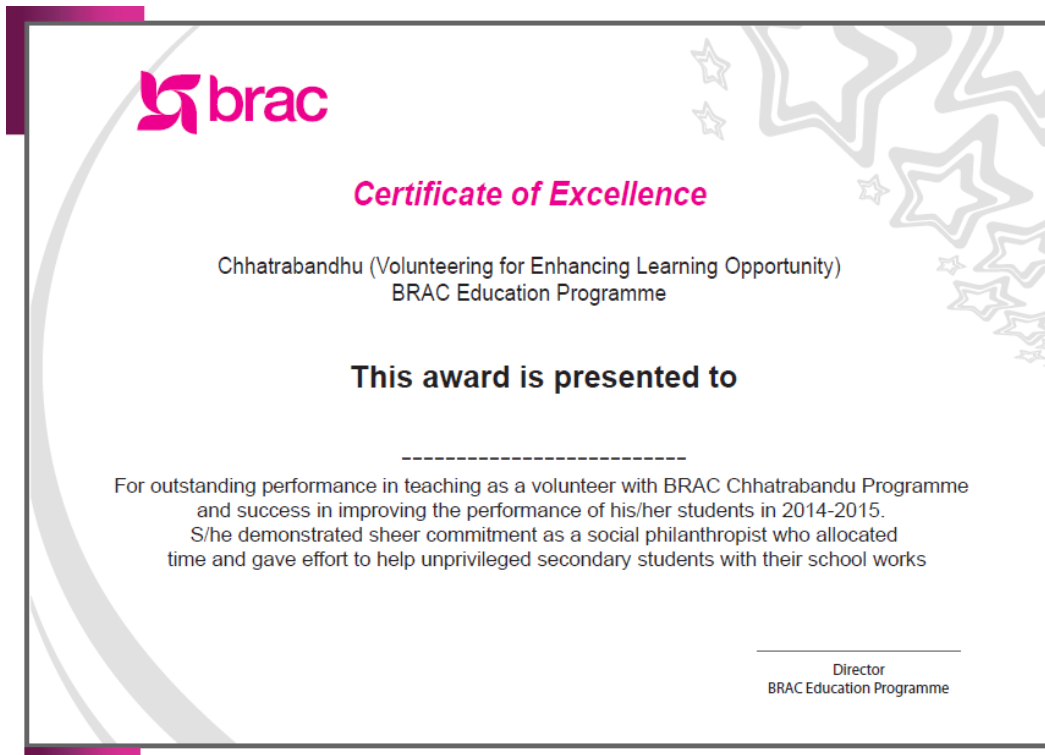 brac
Certificate of Excellence
Chhatrabandhu (Volunteering for Enhancing Learning Opportunity)
BRAC Education Programme
This award is presented to
--------------------------
For outstanding performance in teaching as a volunteer with BRAC Chhatrabandu Programme
and success in improving the performance of his/her students in 2014-2015.
S/he demonstrated sheer commitment as a social philanthropist who allocated
time and gave effort to help unprivileged secondary students with their school works
Director
BRAC Education Programme